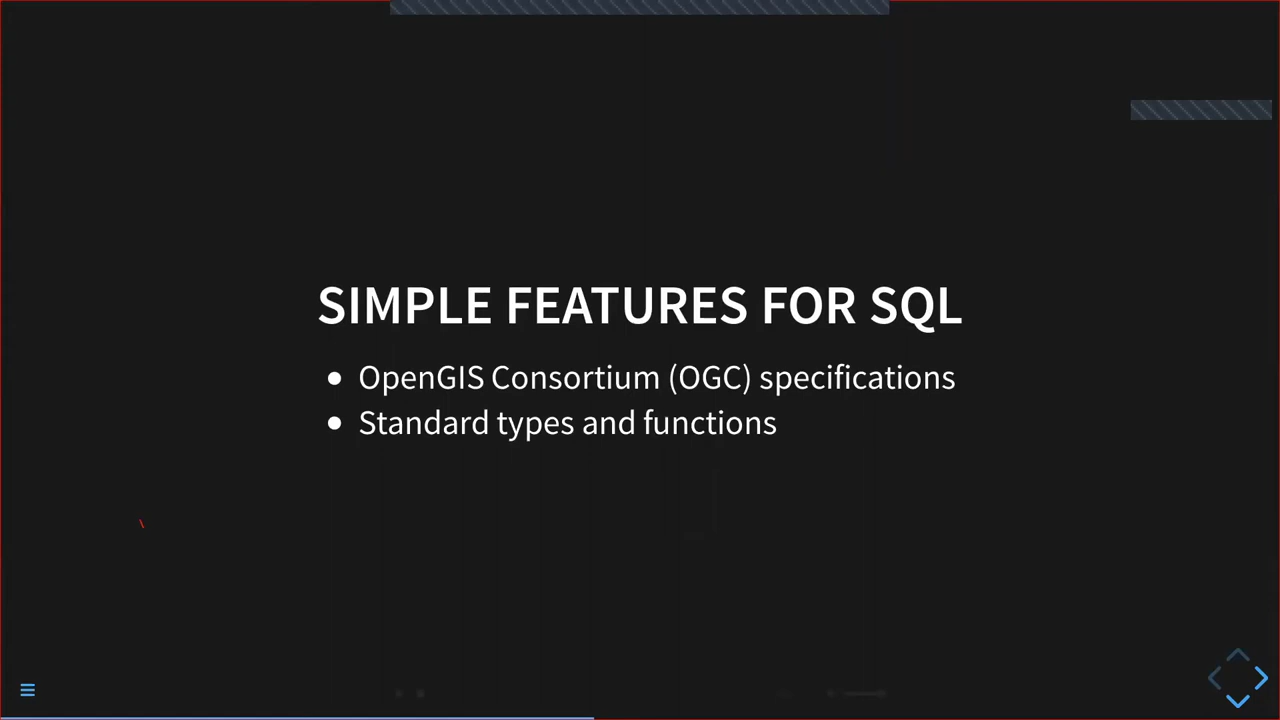 SIMPLE FEATURES FOR SQL
OpenGIS Consortium (OGC) specifications
Standard types and functions
\